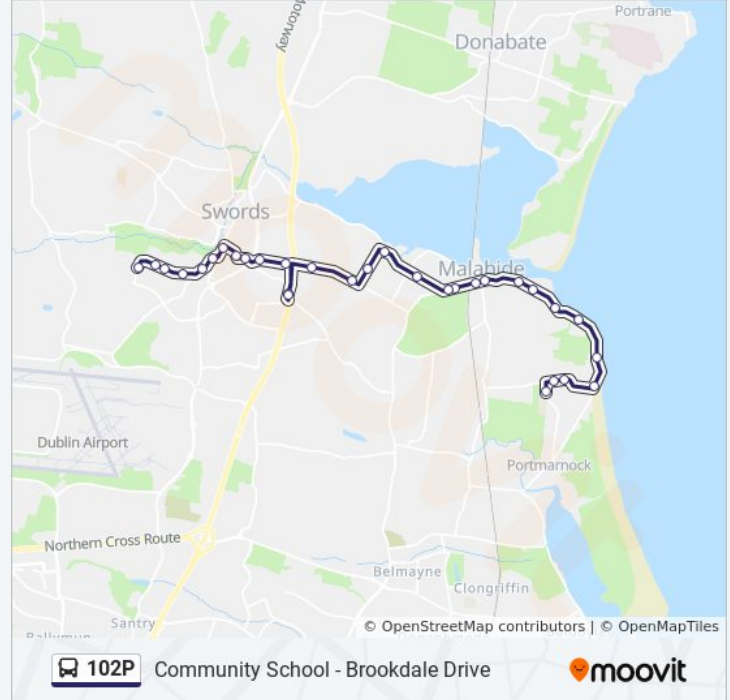 Portrane
Motorway
Donabate
Swords
Malahide
Dublin Airport
Portmarnock
Northern Cross Route
Belmayne
Clongriffin
Santry
© OpenStreetMap contributors | © OpenMapTiles
102P Community School - Brookdale Drive
moovit